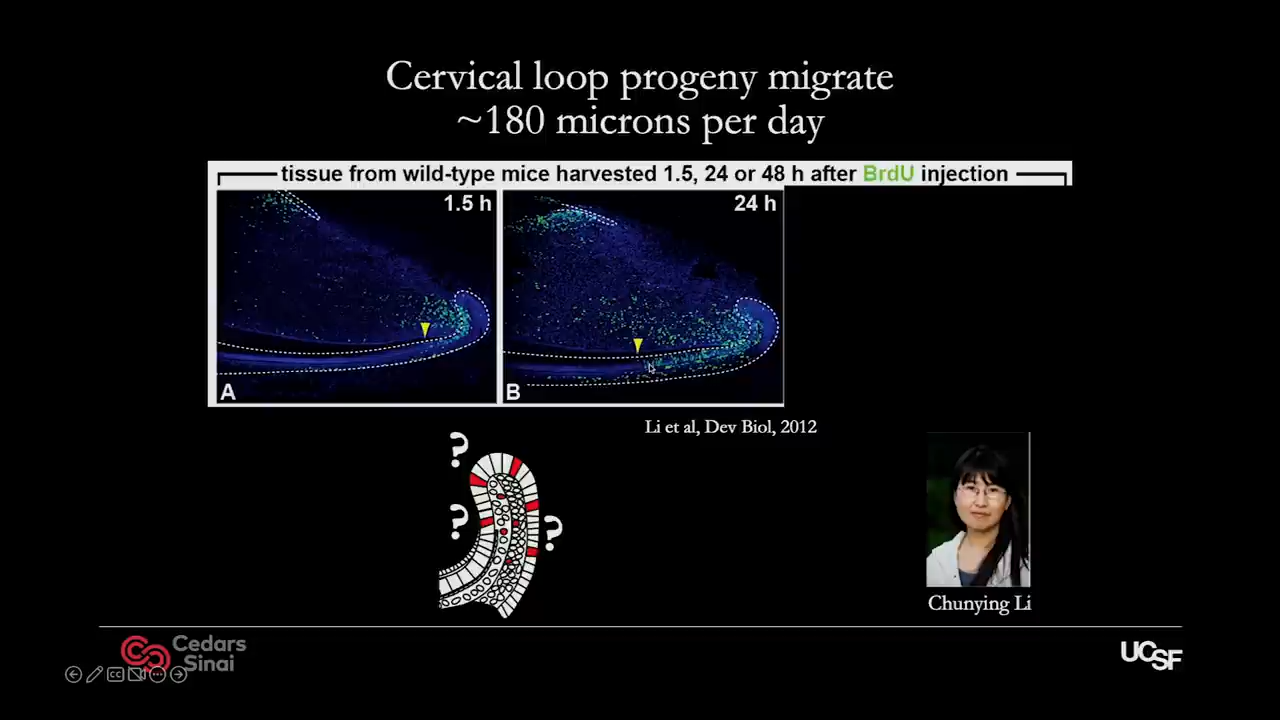 Cervical loop progeny migrate
~180 microns per day
tissue from wild-type mice harvested 1.5, 24 or 48 h after BrdU injection
1.5 h
24 h
A
B
Li et al, Dev Biol, 2012
?
?
?
Chunying Li
Cedars
Sinai
CC
UCSF